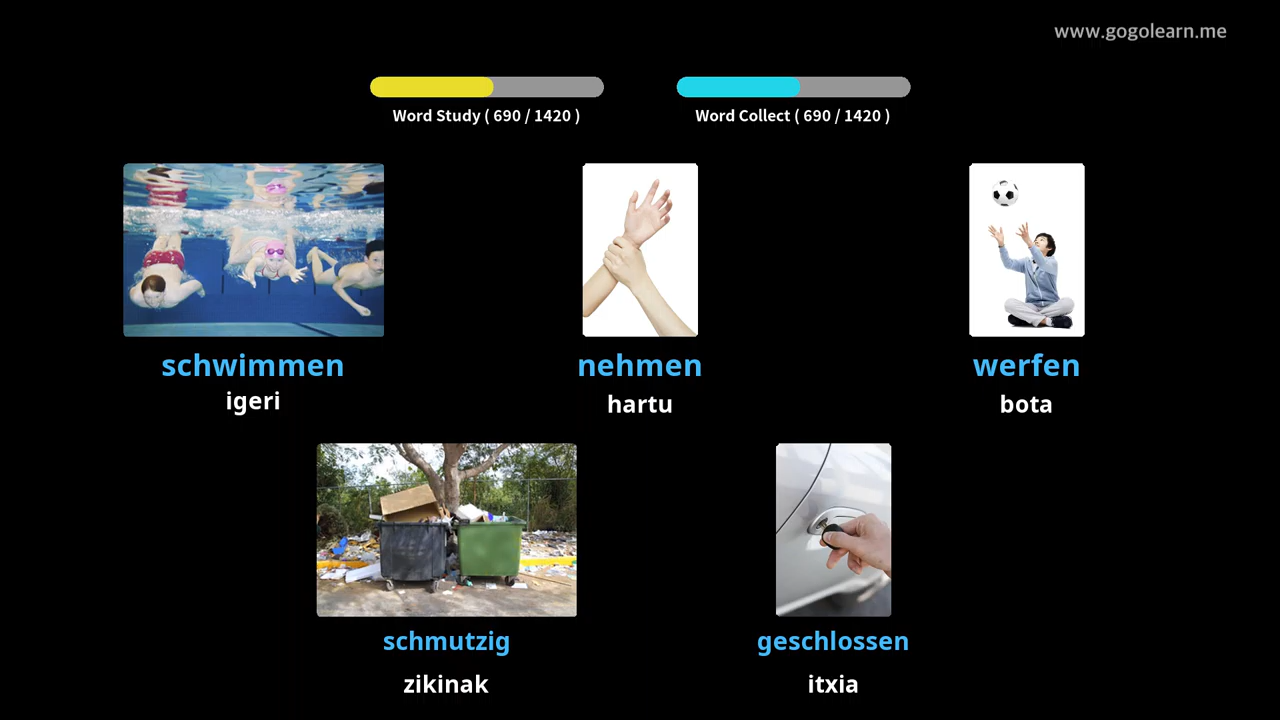 www.gogolearn.me
Word Study ( 690 / 1420 )
Word Collect ( 690 / 1420 )
schwimmen
igeri
nehmen
hartu
werfen
bota
schmutzig
zikinak
geschlossen
itxia